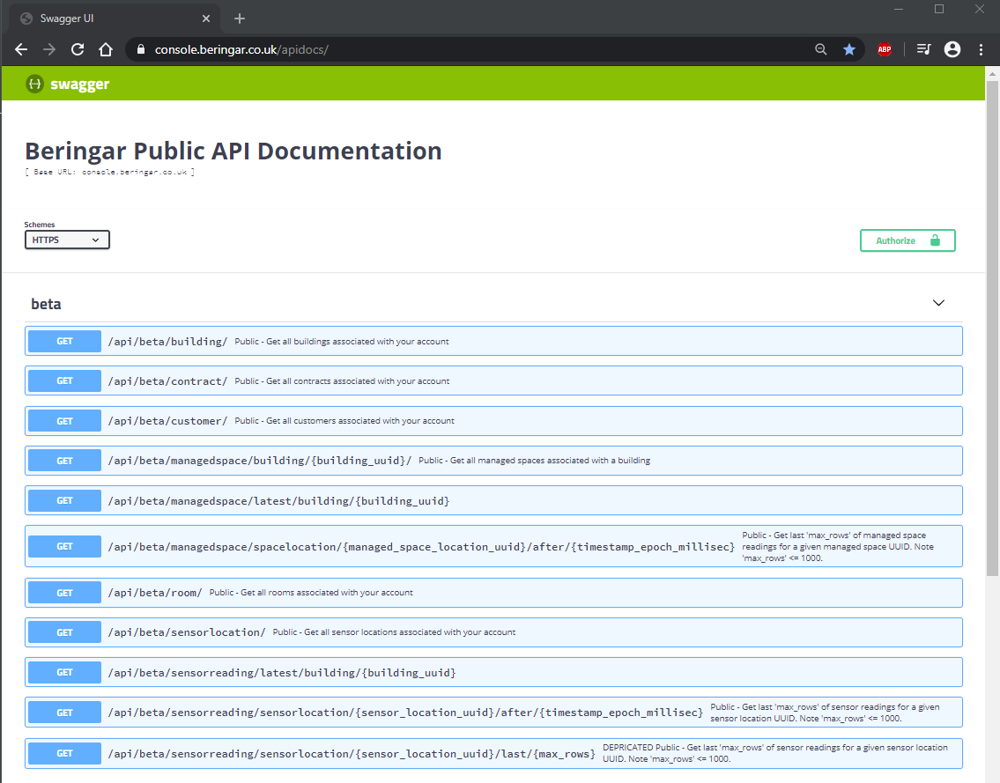 Swagger UI
console.beringar.co.uk/apidocs/
ABP
{··} swagger
Beringar Public API Documentation
[ Base URL: console.beringar.co.uk ]
Schemes
HTTPS
Authorize
beta
GET /api/beta/building/ Public - Get all buildings associated with your account
GET /api/beta/contract/ Public - Get all contracts associated with your account
GET /api/beta/customer/ Public - Get all customers associated with your account
GET /api/beta/managedspace/building/{building_uuid}/ Public - Get all managed spaces associated with a building
GET /api/beta/managedspace/latest/building/{building_uuid}
GET /api/beta/managedspace/spacelocation/{managed_space_location_uuid}/after/{timestamp_epoch_millisec}
Public - Get last 'max_rows' of managed space
readings for a given managed space UUID. Note
'max_rows' <= 1000.
GET /api/beta/room/ Public - Get all rooms associated with your account
GET /api/beta/sensorlocation/ Public - Get all sensor locations associated with your account
GET /api/beta/sensorreading/latest/building/{building_uuid}
GET /api/beta/sensorreading/sensorlocation/{sensor_location_uuid}/after/{timestamp_epoch_millisec}
Public - Get last 'max_rows' of sensor readings for a given
sensor location UUID. Note 'max_rows' <= 1000.
GET /api/beta/sensorreading/sensorlocation/{sensor_location_uuid}/last/{max_rows}
DEPRICATED Public - Get last 'max_rows' of sensor readings for a given sensor location
UUID. Note 'max_rows' <= 1000.